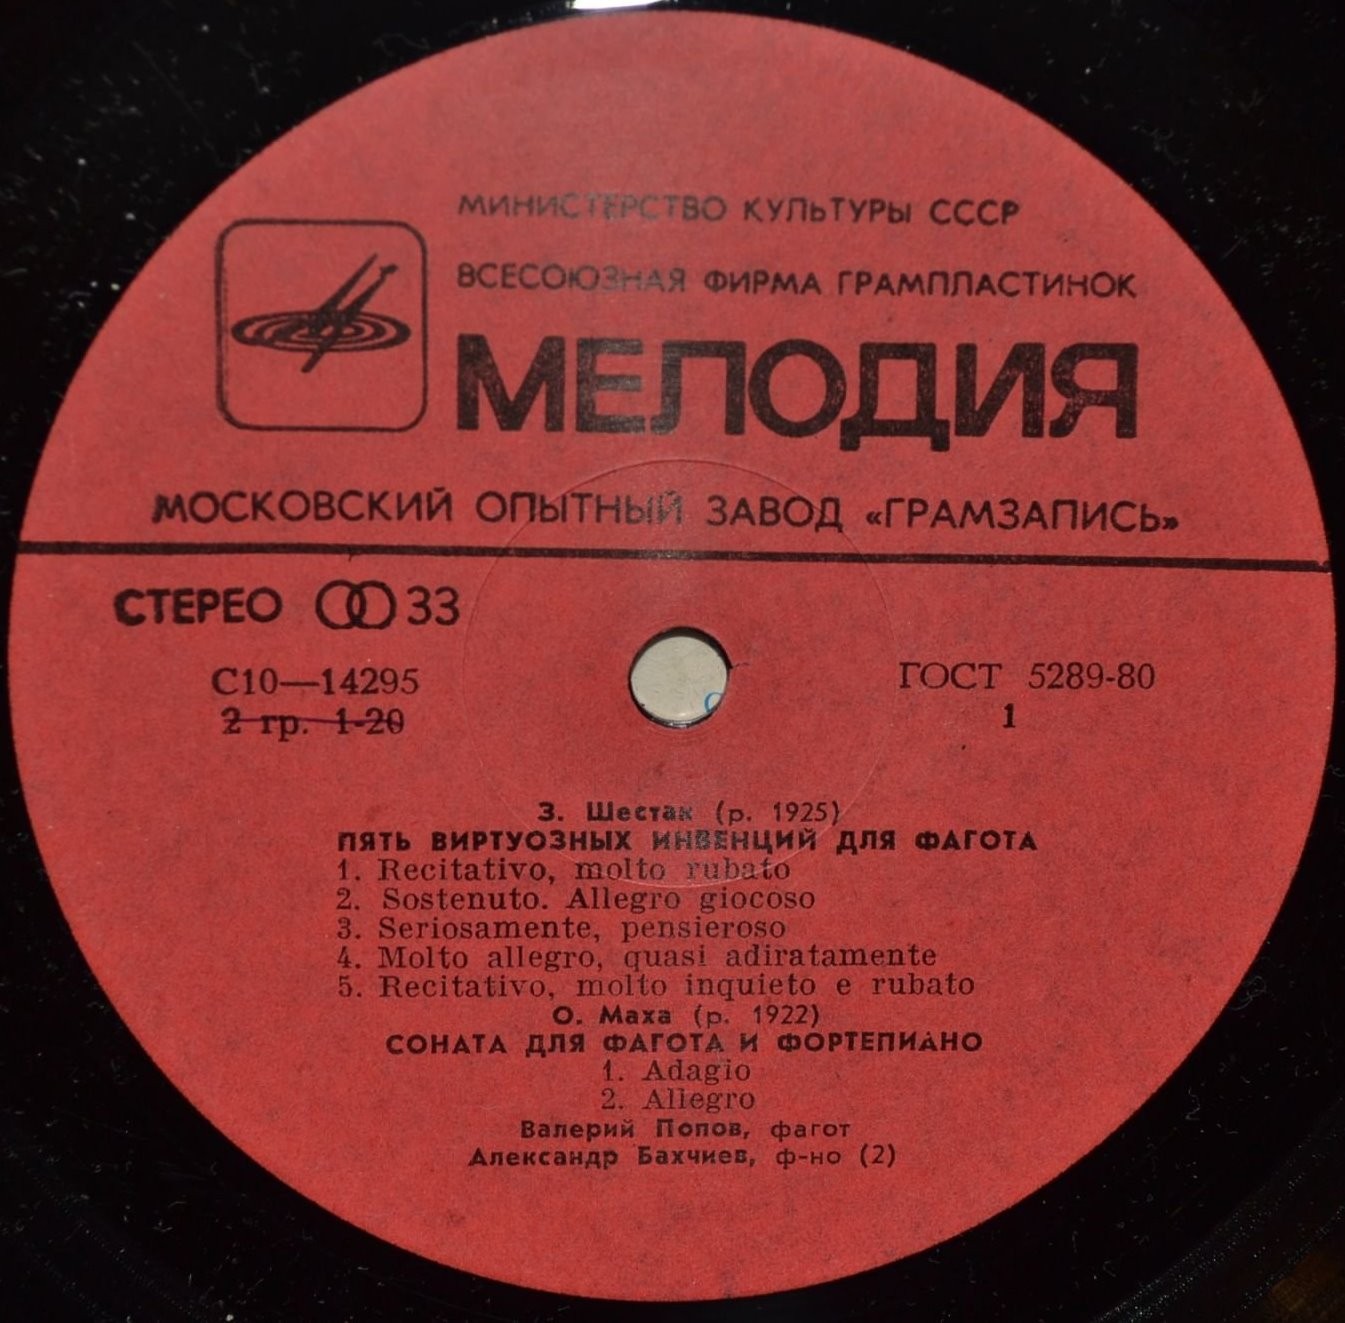 МИНИСТЕРСТВО КУЛЬТУРЫ СССР
ВСЕСОЮЗНАЯ ФИРМА ГРАМПЛАСТИНОК
МЕЛОДИЯ
МОСКОВСКИЙ ОПЫТНЫЙ ЗАВОД «ГРАМЗАПИСЬ»
СТЕРЕО 33
С10—14295
ГОСТ 5289-80
2 гр. 1-20
1
З. Шестак (р. 1925)
ПЯТЬ ВИРТУОЗНЫХ ИНВЕНЦИЙ ДЛЯ ФАГОТА
1. Recitativo, molto rubato
2. Sostenuto. Allegro giocoso
3. Seriosamente, pensieroso
4. Molto allegro, quasi adiratamente
5. Recitativo, molto inquieto e rubato
О. Маха (р. 1922)
СОНАТА ДЛЯ ФАГОТА И ФОРТЕПИАНО
1. Adagio
2. Allegro
Валерий Попов, фагот
Александр Бахчиев, ф-но (2)